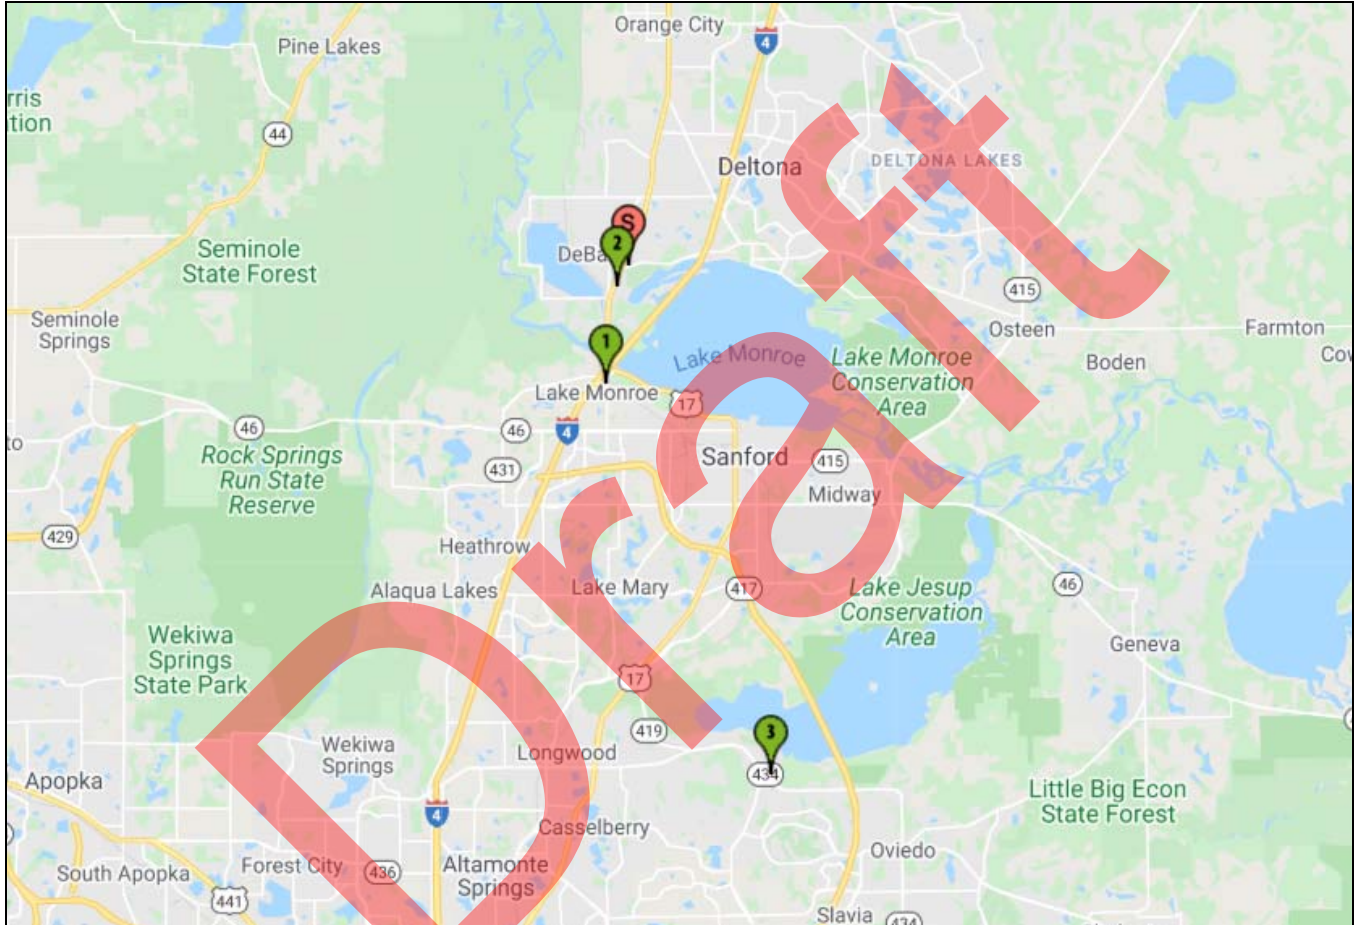 Orange City
Pine Lakes
4
rris
tion
44
Deltona
DELTONA LAKES
S
2
DeBa
Seminole
State Forest
415
Seminole
Springs
1
Osteen
Farmton
Lake Monroe
Lake Monroe
Conservation
Area
Boden
Cov
Lake Monroe
17
46
46
4
to
Rock Springs
Run State
Reserve
431
Sanford
415
Midway
429
Heathrow
Alaqua Lakes
Lake Mary
417
Lake Jesup
Conservation
Area
46
Wekiwa
Springs
State Park
Geneva
17
419
3
434
Wekiwa
Springs
Longwood
Apopka
Little Big Econ
State Forest
4
Casselberry
Oviedo
South Apopka
Forest City
436
Altamonte
Springs
441
Slavia
434
Draft